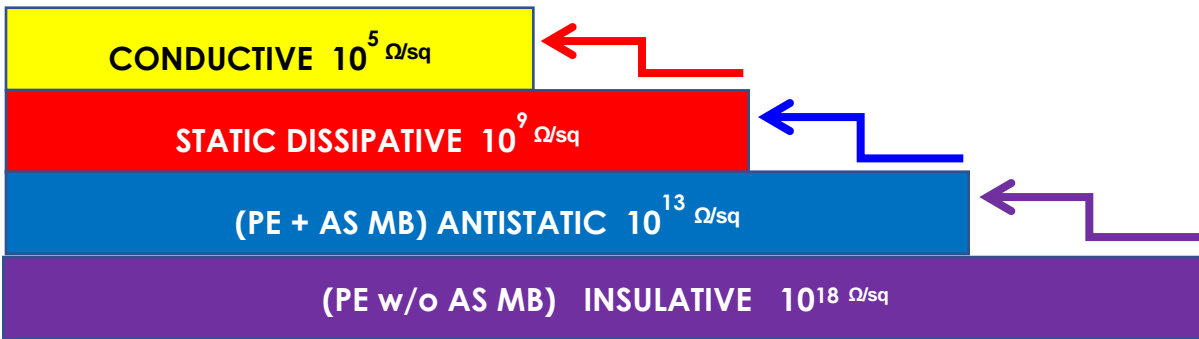 CONDUCTIVE 10⁵ Ω/sq
STATIC DISSIPATIVE 10⁹ Ω/sq
(PE + AS MB) ANTISTATIC 10¹³ Ω/sq
(PE w/o AS MB) INSULATIVE 10¹⁸ Ω/sq